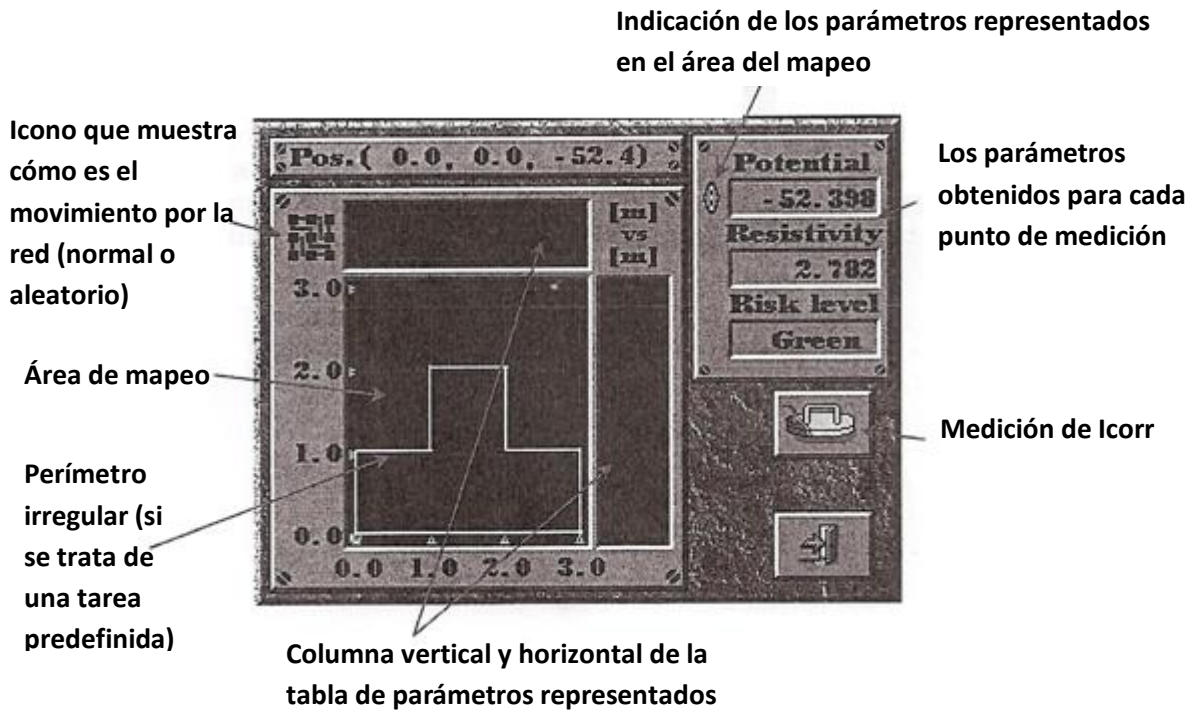 Indicación de los parámetros representados
en el área del mapeo
Icono que muestra
cómo es el
movimiento por la
red (normal o
aleatorio)
Los parámetros
obtenidos para cada
punto de medición
Pos.( 0.0, 0.0, -52.4)
Potential
-52.398
Resistivity
2.782
Risk level
Green
[m]
vs
[m]
3.0
2.0
1.0
0.0
0.0 1.0 2.0 3.0
Área de mapeo
Medición de Icorr
Perímetro
irregular (si
se trata de
una tarea
predefinida)
Columna vertical y horizontal de la
tabla de parámetros representados